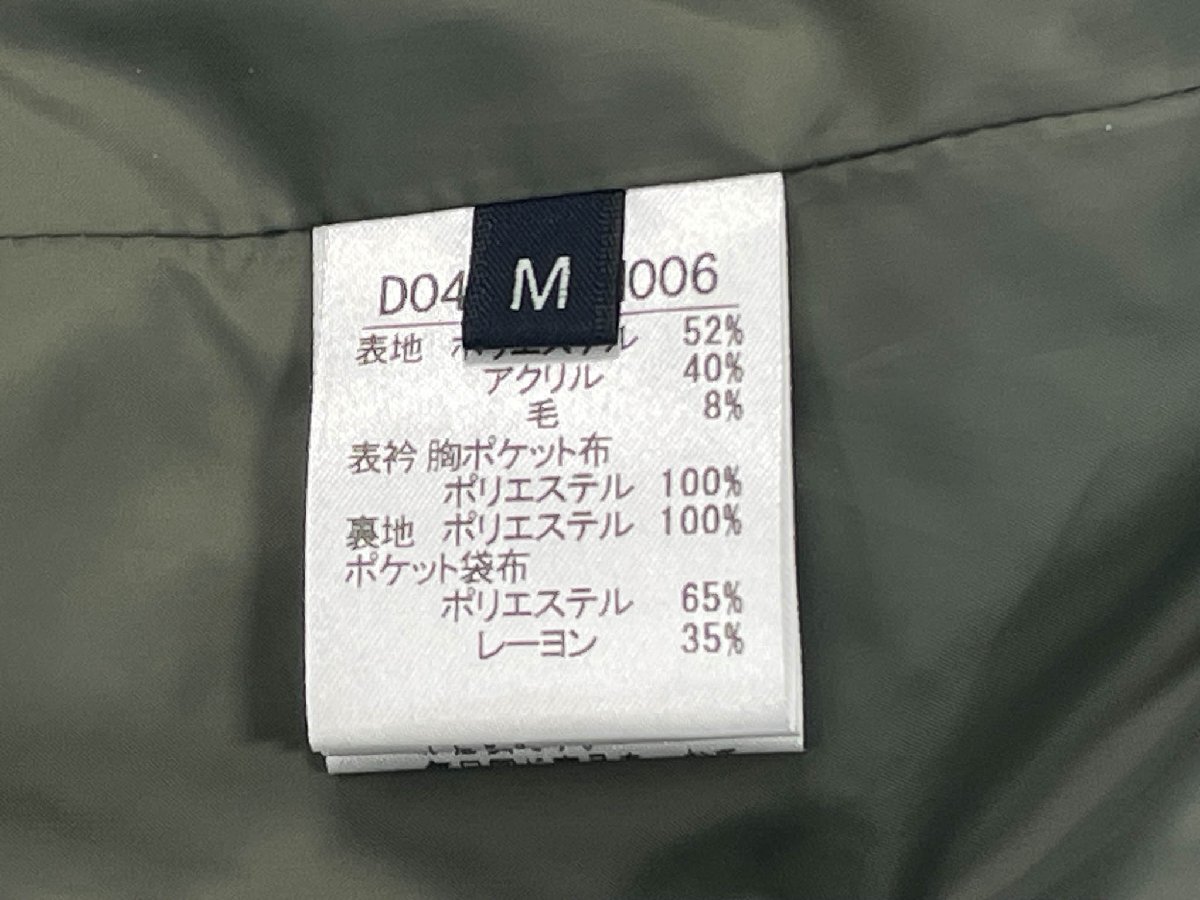 M
D04 006
表地 ポリエステル 52%
アクリル 40%
毛 8%
表衿 胸ポケット布
ポリエステル 100%
裏地 ポリエステル 100%
ポケット袋布
ポリエステル 65%
レーヨン 35%